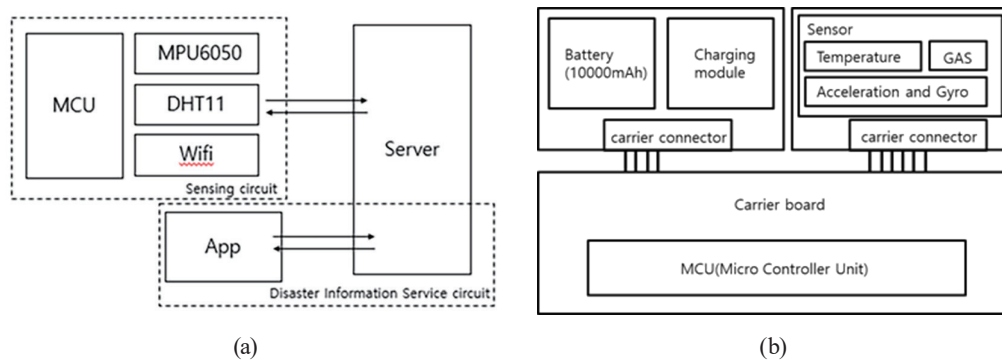 MCU
MPU6050
DHT11
Wifi
Sensing circuit
Server
App
Disaster Information Service circuit
(a)
Battery
(10000mAh)
Charging
module
carrier connector
Sensor
Temperature
GAS
Acceleration and Gyro
carrier connector
Carrier board
MCU(Micro Controller Unit)
(b)